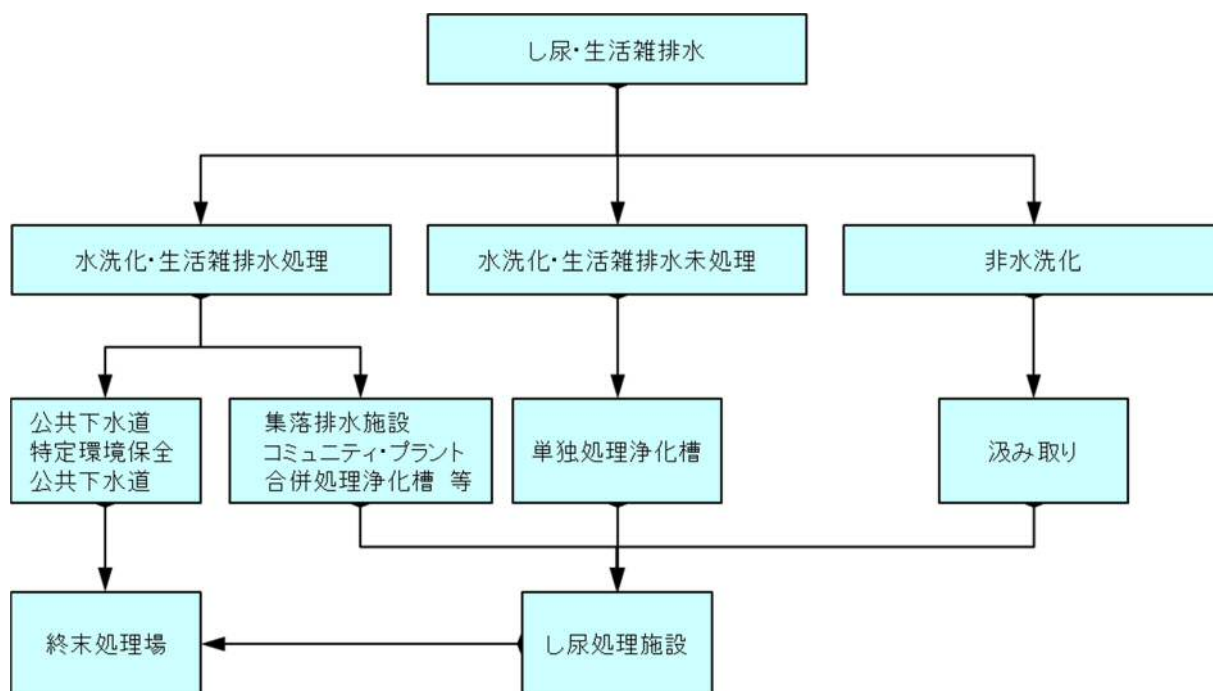 し尿・生活雑排水
水洗化・生活雑排水処理
水洗化・生活雑排水未処理
非水洗化
公共下水道
特定環境保全
公共下水道
集落排水施設
コミュニティ・プラント
合併処理浄化槽 等
単独処理浄化槽
汲み取り
終末処理場
し尿処理施設